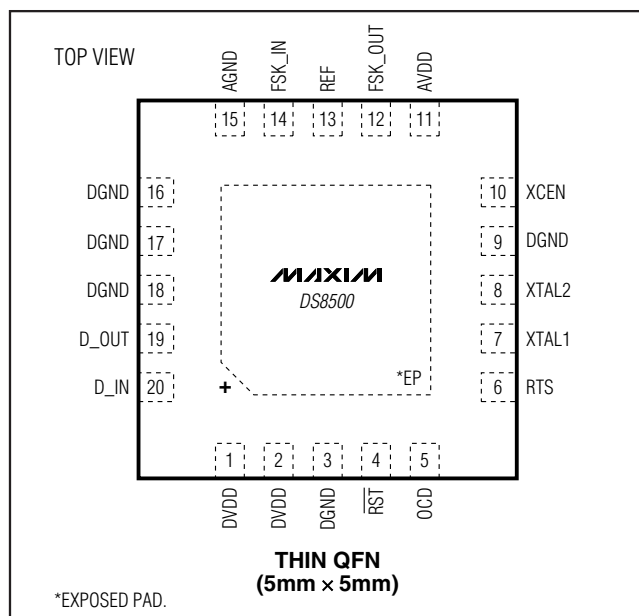 TOP VIEW
AGND
FSK_IN
REF
FSK_OUT
AVDD
15 14 13 12 11
DGND 16
DGND 17
DGND 18
D_OUT 19
D_IN 20
10 XCEN
9 DGND
8 XTAL2
7 XTAL1
6 RTS
MAXIM
DS8500
*EP
+
1 2 3 4 5
DVDD
DVDD
DGND
RST
OCD
THIN QFN
(5mm × 5mm)
*EXPOSED PAD.